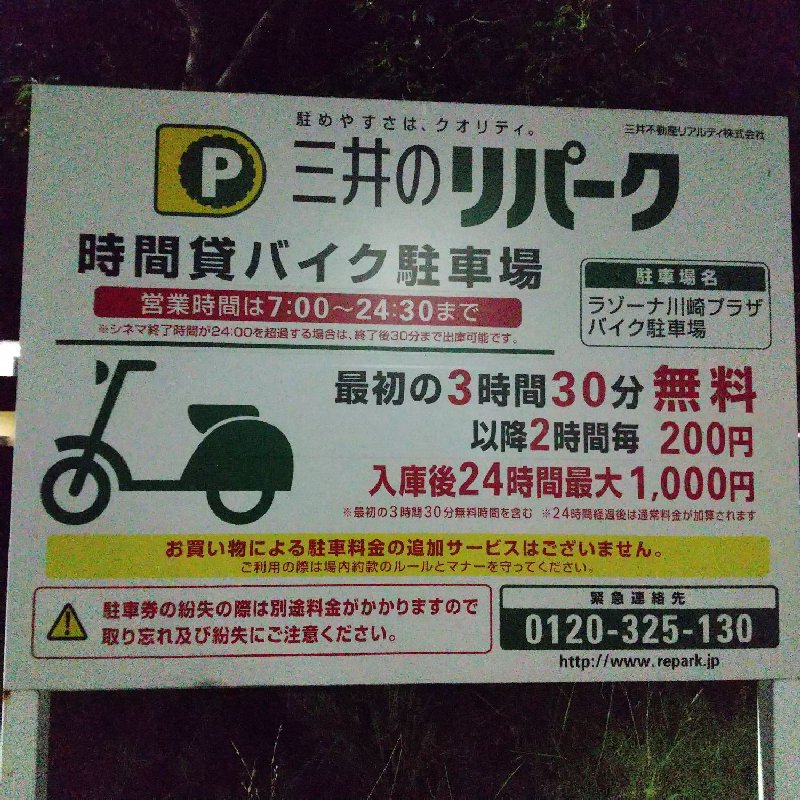 駐めやすさは、クオリティ。
三井不動産リアルティ株式会社
P 三井のリパーク
時間貸バイク駐車場
営業時間は7:00～24:30まで
※シネマ終了時間が24:00を超過する場合は、終了後30分まで出庫可能です。
駐車場名
ラゾーナ川崎プラザ
バイク駐車場
最初の3時間30分無料
以降2時間毎 200円
入庫後24時間最大1,000円
※最初の3時間30分無料時間を含む ※24時間経過後は通常料金が加算されます
お買い物による駐車料金の追加サービスはございません。
ご利用の際は場内約款のルールとマナーを守ってください。
駐車券の紛失の際は別途料金がかかりますので
取り忘れ及び紛失にご注意ください。
緊急連絡先
0120-325-130
http://www.repark.jp